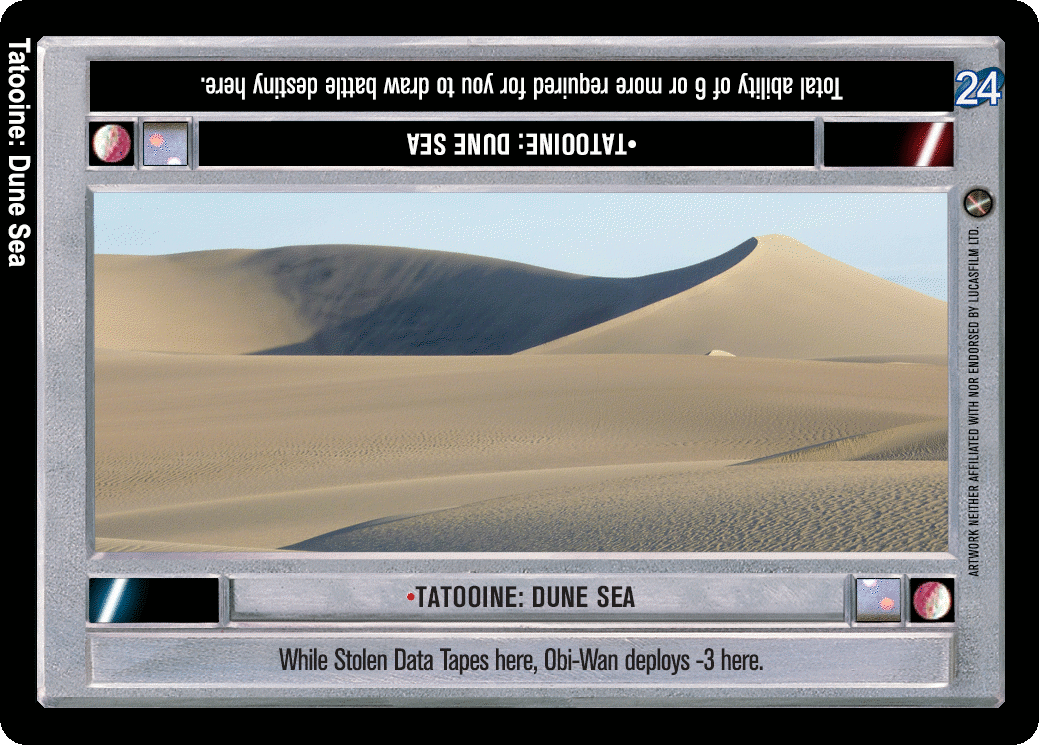 Tatooine: Dune Sea
Total ability of 6 or more required for you to draw battle destiny here.
24
•TATOOINE: DUNE SEA
ARTWORK NEITHER AFFILIATED WITH NOR ENDORSED BY LUCASFILM LTD.
•TATOOINE: DUNE SEA
While Stolen Data Tapes here, Obi-Wan deploys -3 here.